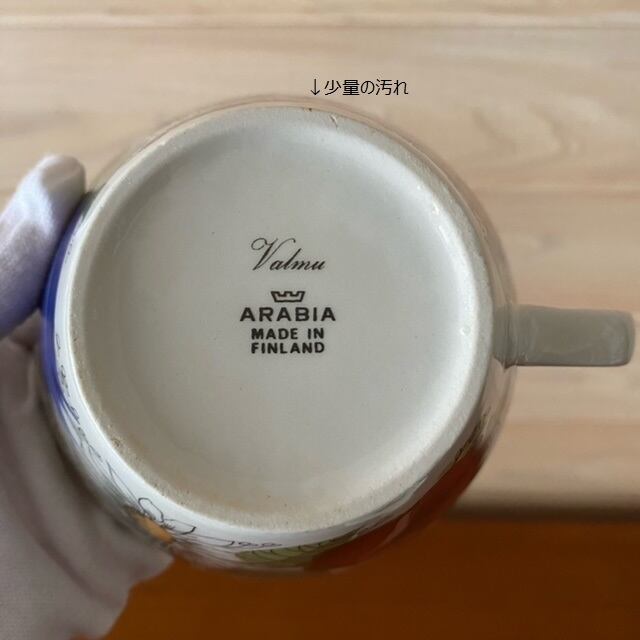 ↓少量の汚れ
Valmu
ARABIA
MADE IN
FINLAND